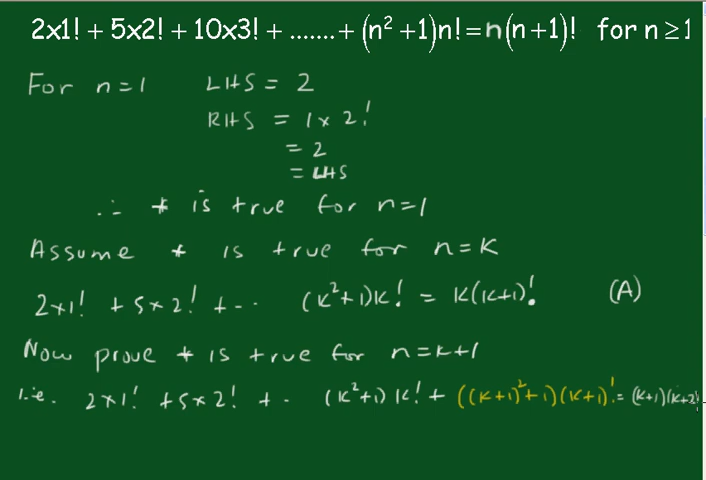 2x1! + 5x2! + 10x3! + ....... + (n² +1)n! = n(n+1)! for n ≥ 1
For n=1 LHS = 2
RHS = 1 x 2!
= 2
= LHS
∴ * is true for n=1
Assume * is true for n=K
2x1! + 5x2! + -- (K²+1)K! = K(K+1)! (A)
Now prove * is true for n=K+1
i.e. 2x1! + 5x2! + - (K²+1) K! + ((K+1)²+1)(K+1)! = (K+1)(K+2)